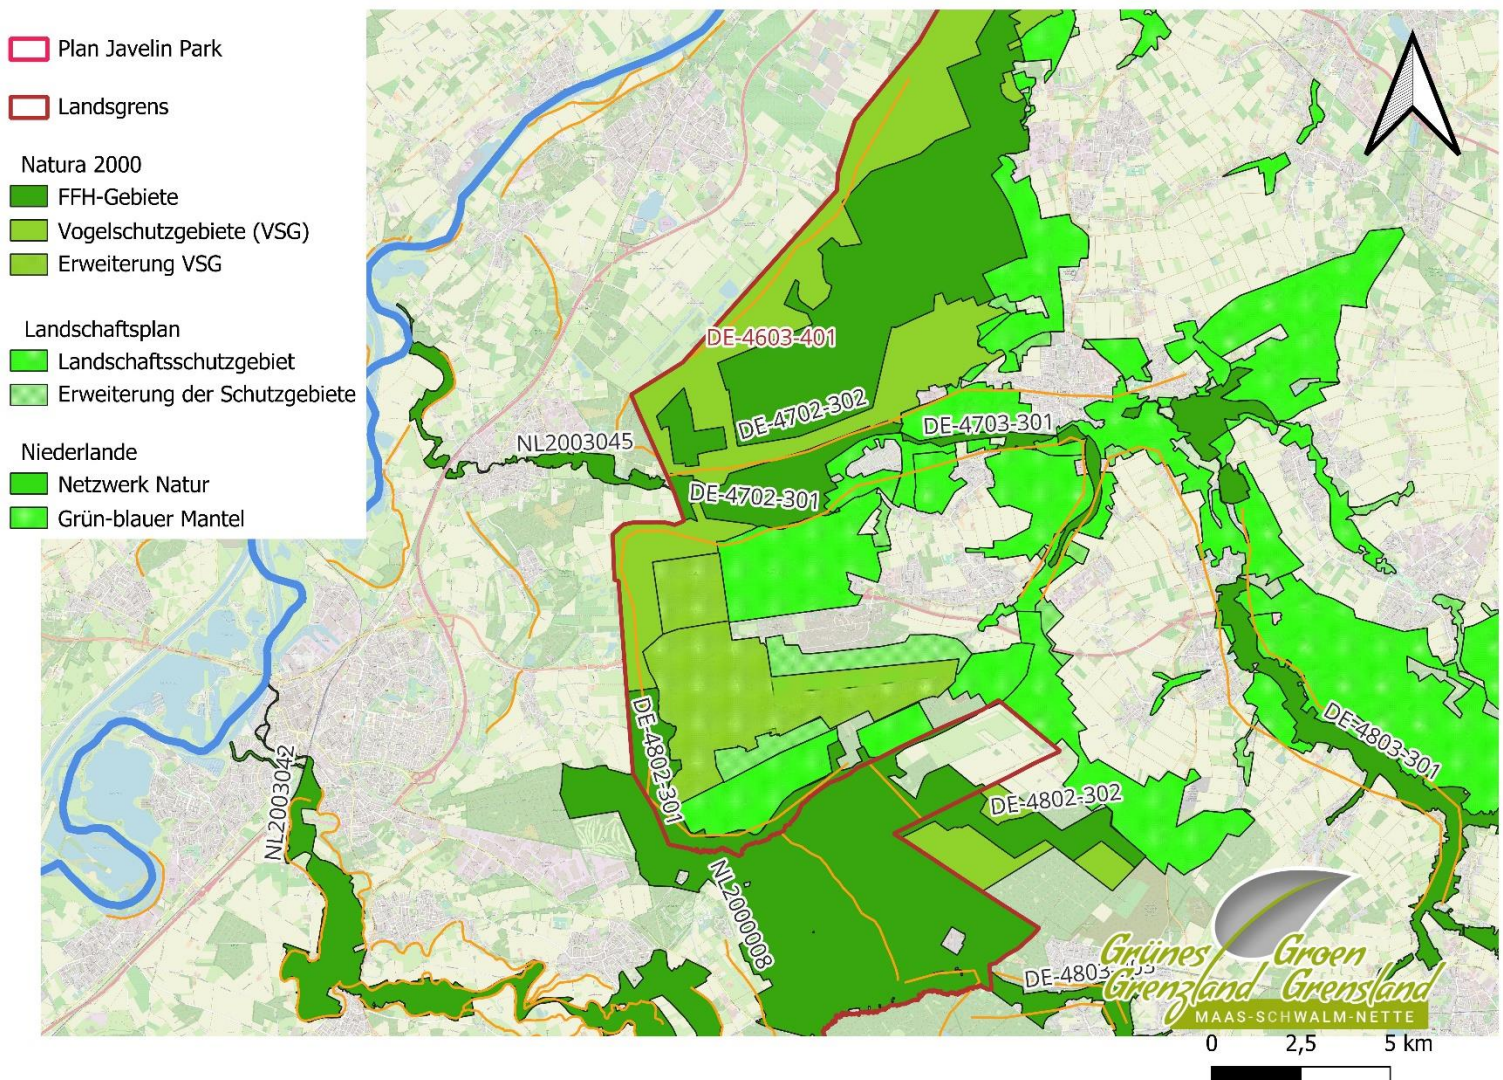 Plan Javelin Park
Landsgrens
Natura 2000
FFH-Gebiete
Vogelschutzgebiete (VSG)
Erweiterung VSG
Landschaftsplan
Landschaftsschutzgebiet
Erweiterung der Schutzgebiete
Niederlande
Netzwerk Natur
Grün-blauer Mantel
DE-4603-401
DE-4702-302
DE-4703-301
NL2003045
DE-4702-301
DE-4802-301
DE-4803-301
NL2003042
DE-4802-302
NL2000008
Grünes Groen
Grenzland Grensland
MAAS-SCHWALM-NETTE
0 2,5 5 km